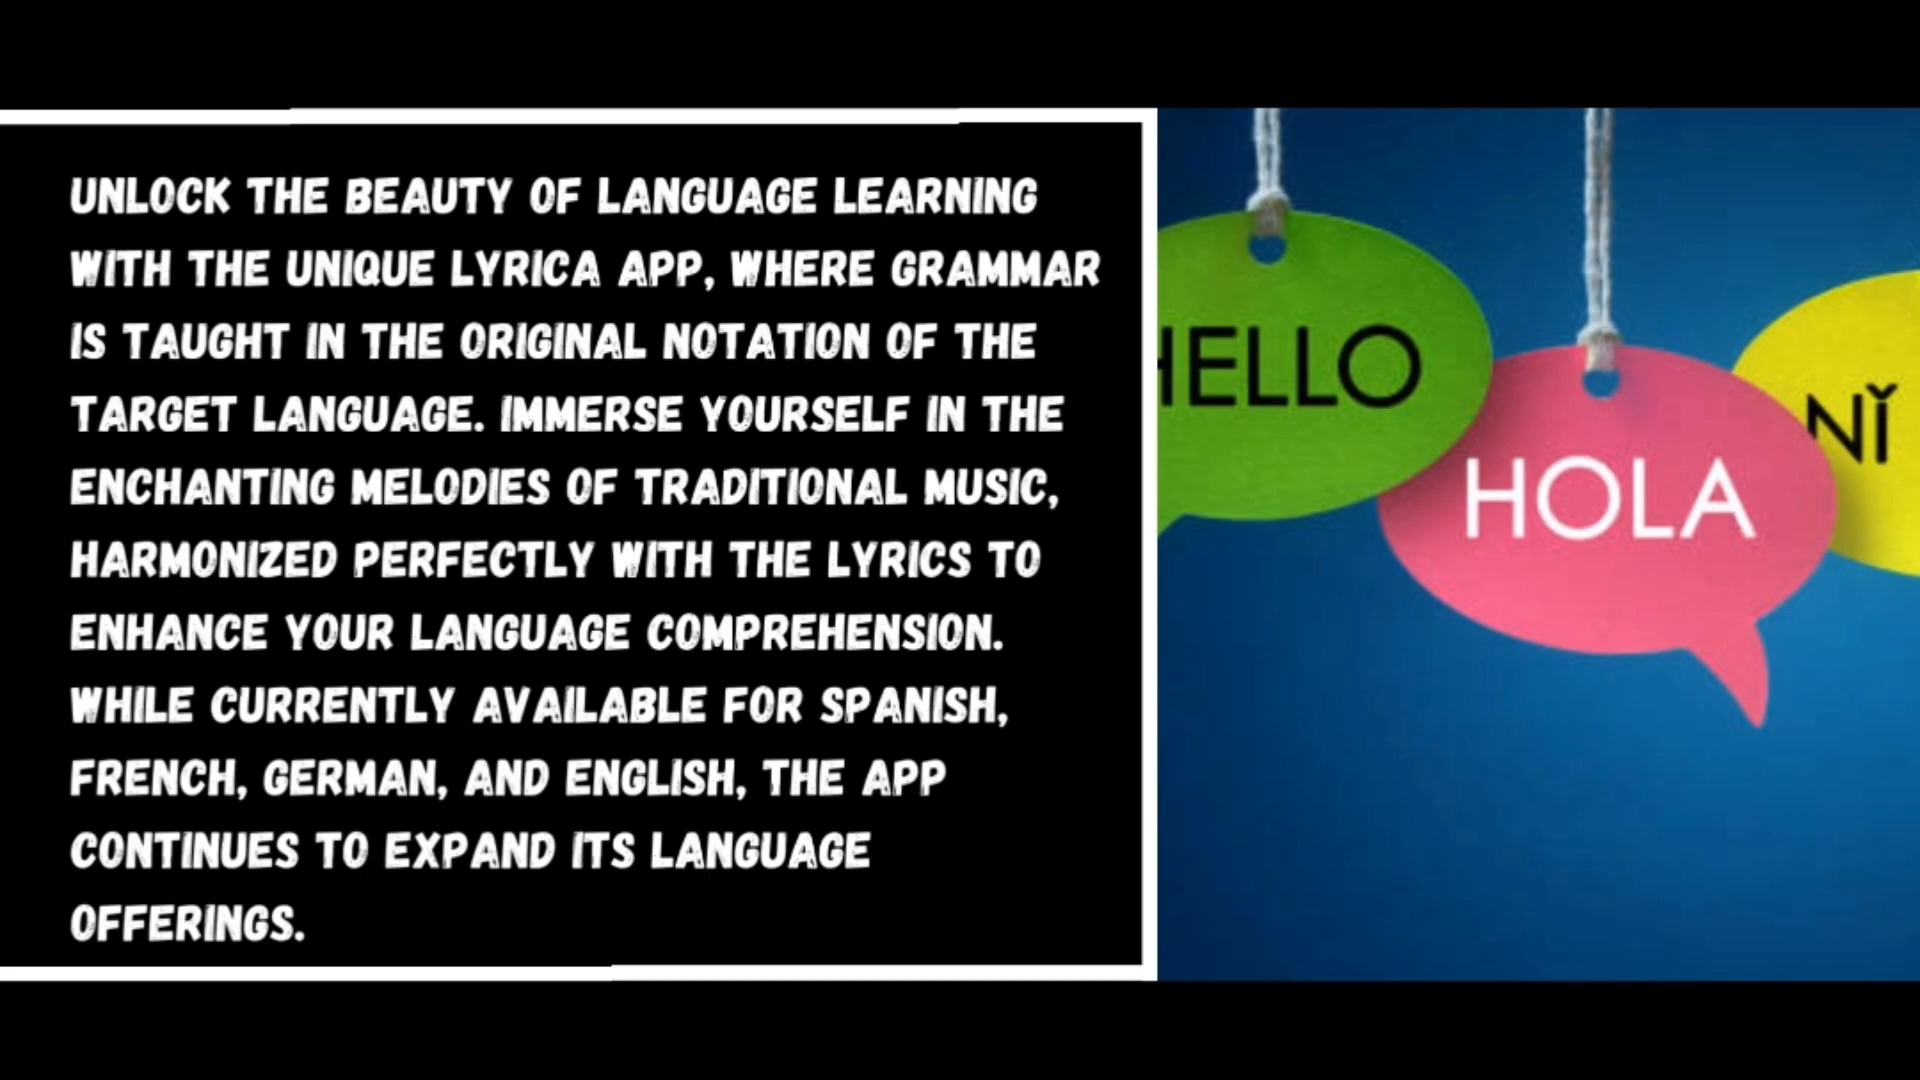 UNLOCK THE BEAUTY OF LANGUAGE LEARNING
WITH THE UNIQUE LYRICA APP, WHERE GRAMMAR
IS TAUGHT IN THE ORIGINAL NOTATION OF THE
TARGET LANGUAGE. IMMERSE YOURSELF IN THE
ENCHANTING MELODIES OF TRADITIONAL MUSIC,
HARMONIZED PERFECTLY WITH THE LYRICS TO
ENHANCE YOUR LANGUAGE COMPREHENSION.
WHILE CURRENTLY AVAILABLE FOR SPANISH,
FRENCH, GERMAN, AND ENGLISH, THE APP
CONTINUES TO EXPAND ITS LANGUAGE
OFFERINGS.
HELLO
HOLA
NǏ